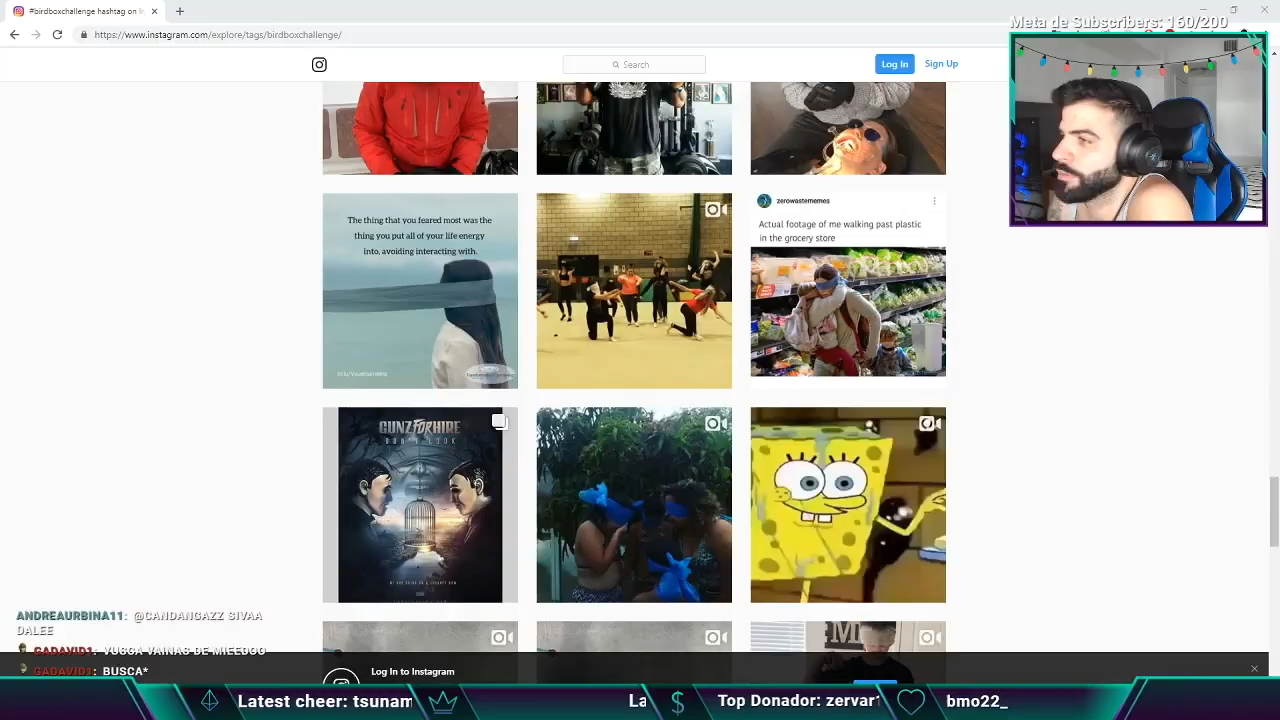 #birdboxchallenge hashtag on
Meta de Subscribers: 160/200
https://www.instagram.com/explore/tags/birdboxchallenge/
Search
Log In
Sign Up
The thing that you feared most was the
thing you put all of your life energy
into, avoiding interacting with.
zerowastememes
Actual footage of me walking past plastic
in the grocery store
GUNZ FOR HIRE
DON'T LOOK
ANDREAURBINA11: @CANDANGAZZ SIVAA
DALEE
GADAVID1: VUSCA VAINAS DE MIEEDOO
GADAVID1: BUSCA*
Log In to Instagram
Latest cheer: tsunam
La
$
Top Donador: zervar
bmo22_